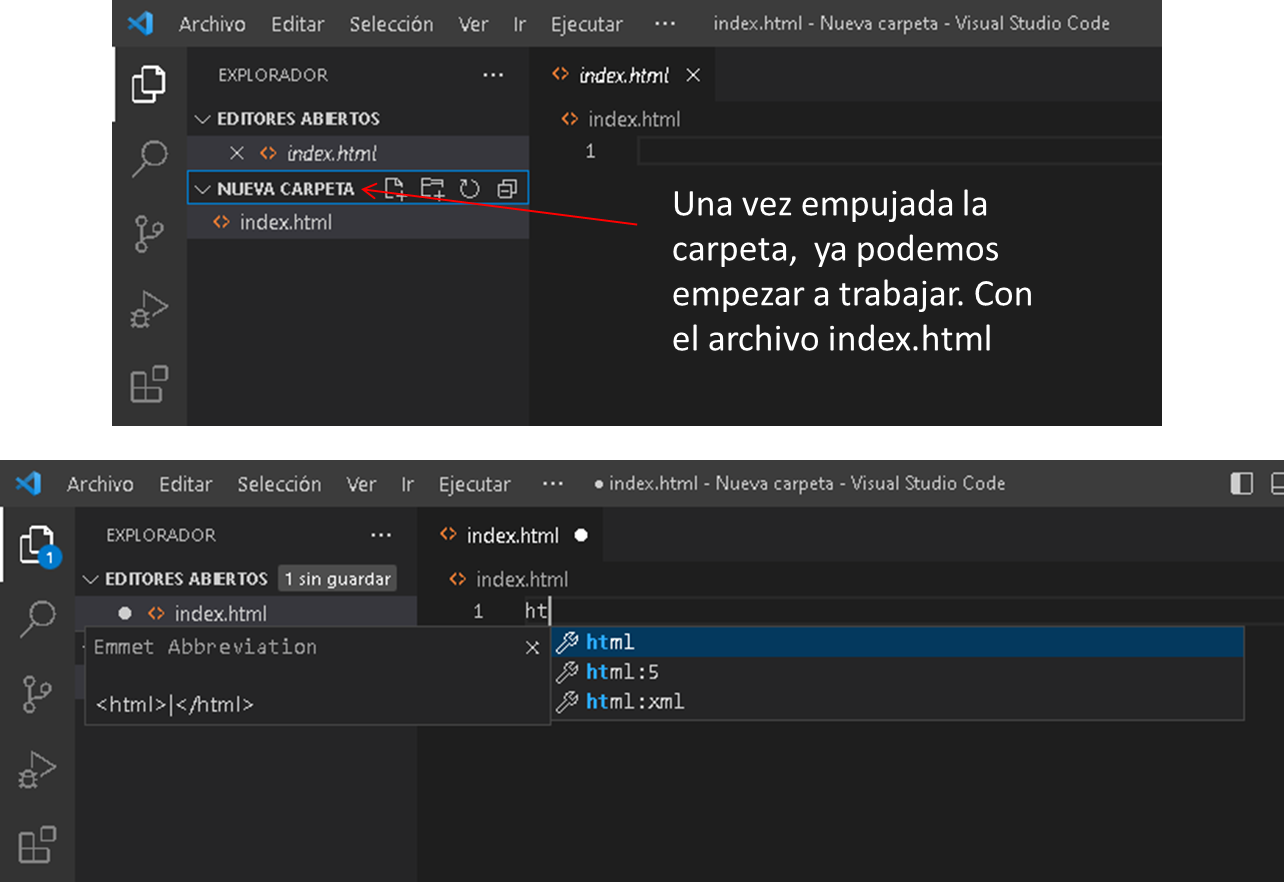 Archivo Editar Selección Ver Ir Ejecutar ··· index.html - Nueva carpeta - Visual Studio Code
EXPLORADOR ··· index.html
EDITORES ABIERTOS index.html
index.html 1
NUEVA CARPETA
index.html
Una vez empujada la
carpeta, ya podemos
empezar a trabajar. Con
el archivo index.html
Archivo Editar Selección Ver Ir Ejecutar ··· ● index.html - Nueva carpeta - Visual Studio Code
EXPLORADOR ··· index.html ●
1
EDITORES ABIERTOS 1 sin guardar index.html
● index.html 1 ht
Emmet Abbreviation
<html>|</html>
html
html:5
html:xml